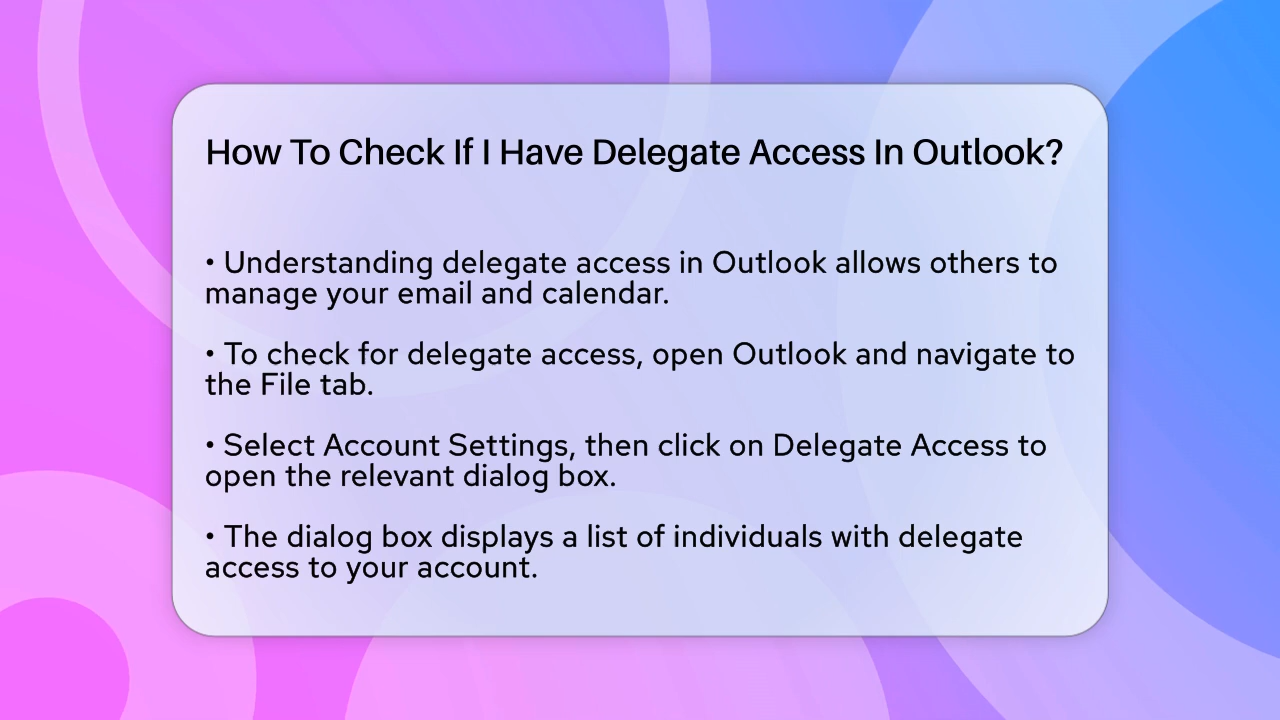 How To Check If I Have Delegate Access In Outlook?
• Understanding delegate access in Outlook allows others to
manage your email and calendar.
• To check for delegate access, open Outlook and navigate to
the File tab.
• Select Account Settings, then click on Delegate Access to
open the relevant dialog box.
• The dialog box displays a list of individuals with delegate
access to your account.